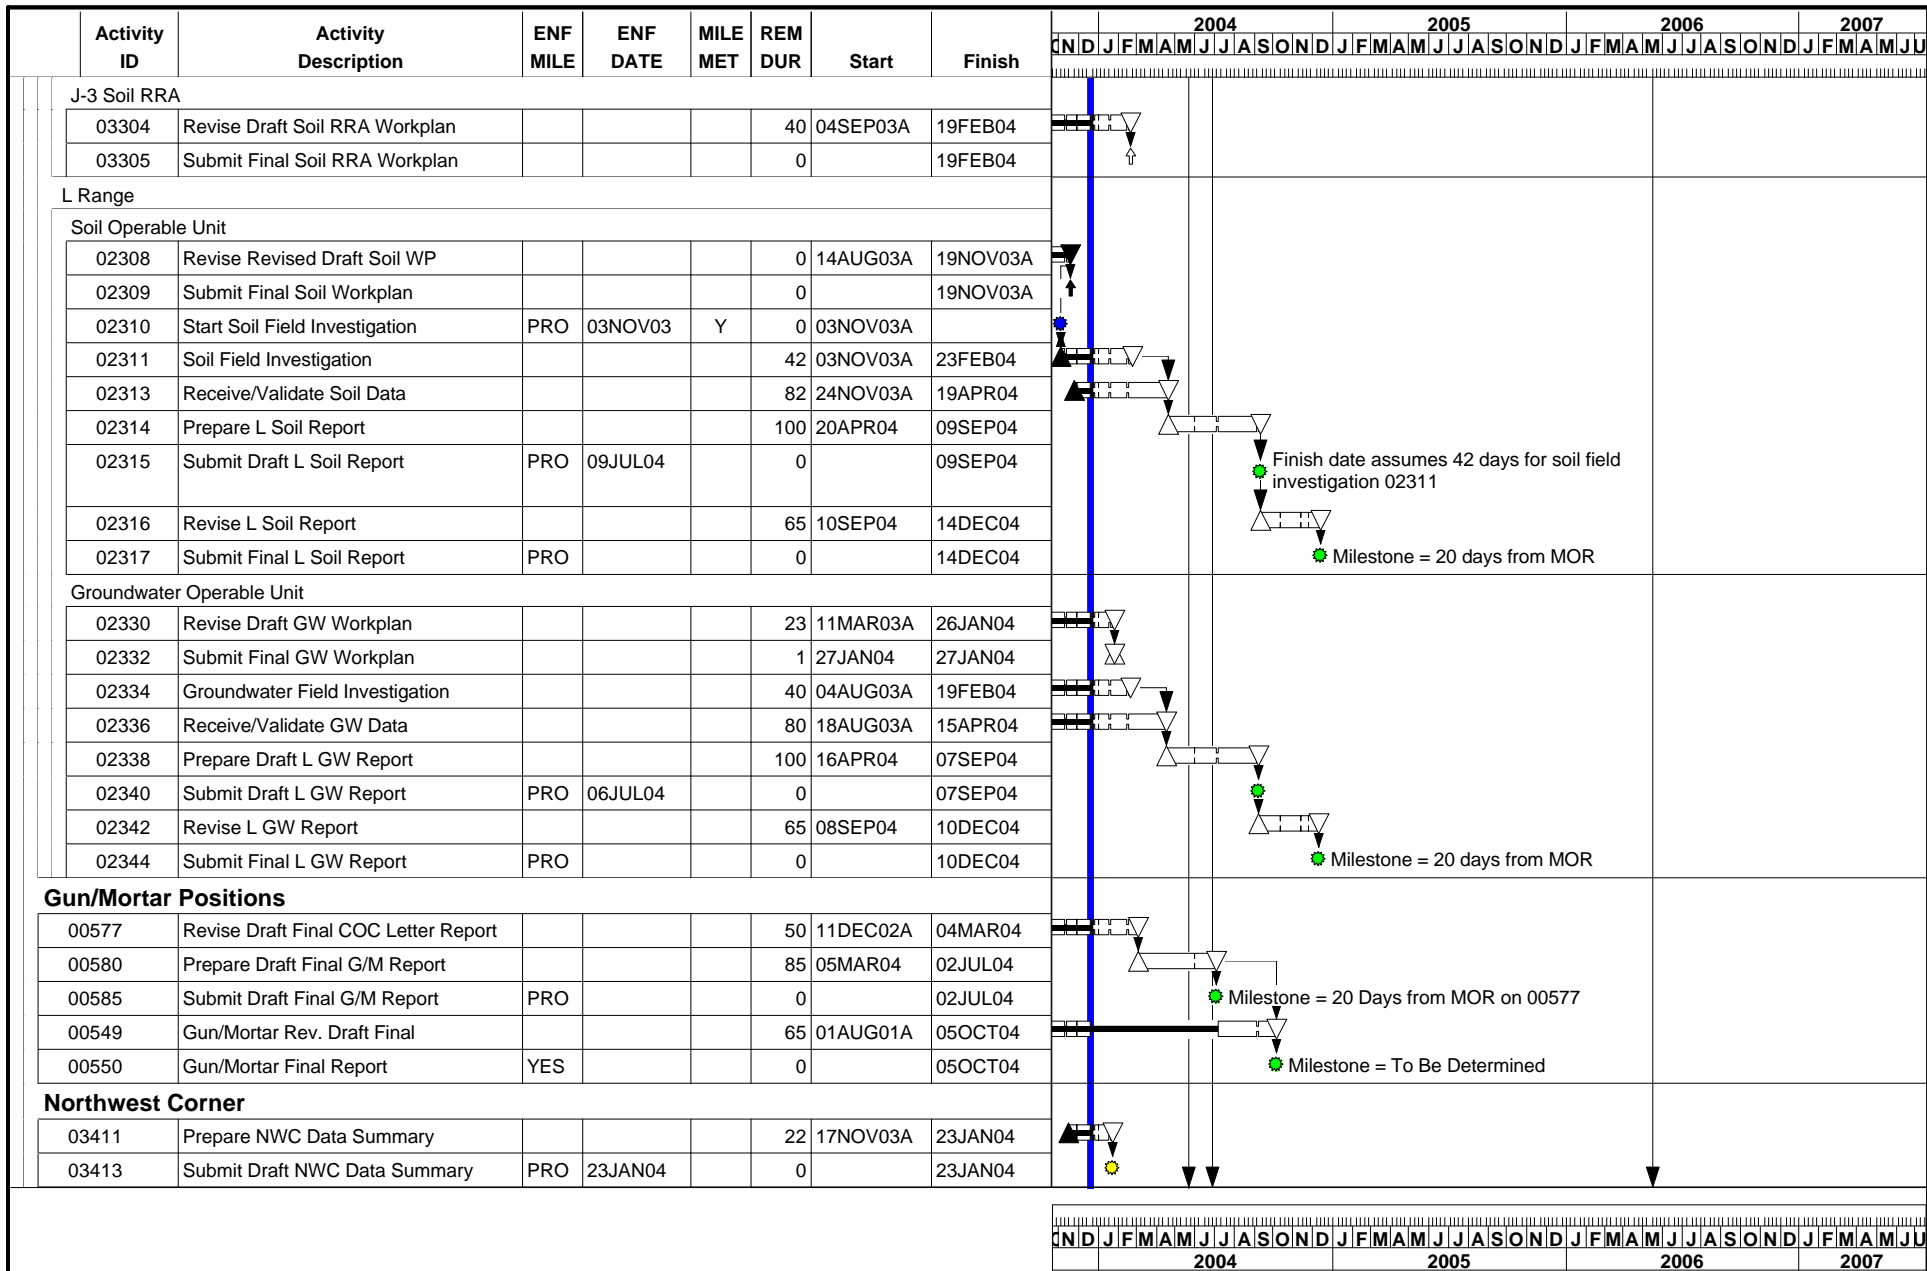 2004 2005 2006 2007
Activity ID Activity Description ENF MILE ENF DATE MILE MET REM DUR Start Finish
N D J F M A M J J A S O N D J F M A M J J A S O N D J F M A M J J A S O N D J F M A M J U
J-3 Soil RRA
03304 Revise Draft Soil RRA Workplan 40 04SEP03A 19FEB04
03305 Submit Final Soil RRA Workplan 0 19FEB04
L Range
Soil Operable Unit
02308 Revise Revised Draft Soil WP 0 14AUG03A 19NOV03A
02309 Submit Final Soil Workplan 0 19NOV03A
02310 Start Soil Field Investigation PRO 03NOV03 Y 0 03NOV03A
02311 Soil Field Investigation 42 03NOV03A 23FEB04
02313 Receive/Validate Soil Data 82 24NOV03A 19APR04
02314 Prepare L Soil Report 100 20APR04 09SEP04
02315 Submit Draft L Soil Report PRO 09JUL04 0 09SEP04 Finish date assumes 42 days for soil field
investigation 02311
02316 Revise L Soil Report 65 10SEP04 14DEC04
02317 Submit Final L Soil Report PRO 0 14DEC04 Milestone = 20 days from MOR
Groundwater Operable Unit
02330 Revise Draft GW Workplan 23 11MAR03A 26JAN04
02332 Submit Final GW Workplan 1 27JAN04 27JAN04
02334 Groundwater Field Investigation 40 04AUG03A 19FEB04
02336 Receive/Validate GW Data 80 18AUG03A 15APR04
02338 Prepare Draft L GW Report 100 16APR04 07SEP04
02340 Submit Draft L GW Report PRO 06JUL04 0 07SEP04
02342 Revise L GW Report 65 08SEP04 10DEC04
02344 Submit Final L GW Report PRO 0 10DEC04 Milestone = 20 days from MOR
Gun/Mortar Positions
00577 Revise Draft Final COC Letter Report 50 11DEC02A 04MAR04
00580 Prepare Draft Final G/M Report 85 05MAR04 02JUL04
00585 Submit Draft Final G/M Report PRO 0 02JUL04 Milestone = 20 Days from MOR on 00577
00549 Gun/Mortar Rev. Draft Final 65 01AUG01A 05OCT04
00550 Gun/Mortar Final Report YES 0 05OCT04 Milestone = To Be Determined
Northwest Corner
03411 Prepare NWC Data Summary 22 17NOV03A 23JAN04
03413 Submit Draft NWC Data Summary PRO 23JAN04 0 23JAN04
N D J F M A M J J A S O N D J F M A M J J A S O N D J F M A M J J A S O N D J F M A M J U
2004 2005 2006 2007